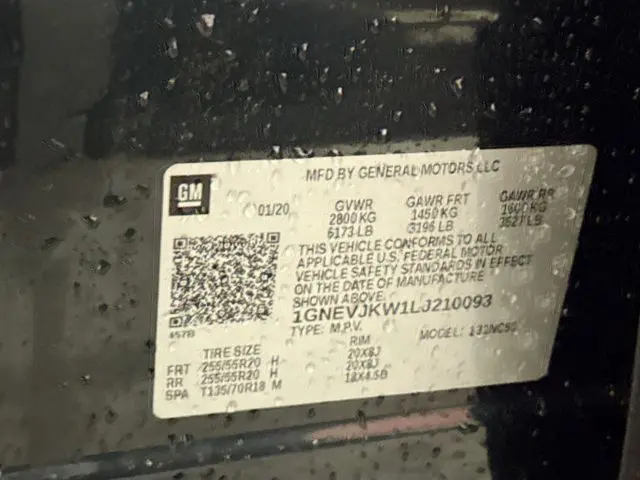 MFD BY GENERAL MOTORS LLC
GM
01/20
GVWR GAWR FRT GAWR RR
2800 KG 1450 KG 1600 KG
6173 LB 3196 LB 3527 LB
THIS VEHICLE CONFORMS TO ALL
APPLICABLE U.S. FEDERAL MOTOR
VEHICLE SAFETY STANDARDS IN EFFECT
ON THE DATE OF MANUFACTURE
SHOWN ABOVE.
1GNEVJKW1LJ210093
TYPE: M.P.V. MODEL:
TIRE SIZE RIM
FRT 255/55R20 H 20X8J
RR 255/55R20 H 20X8J
SPA T135/70R18 M 18X4.5B